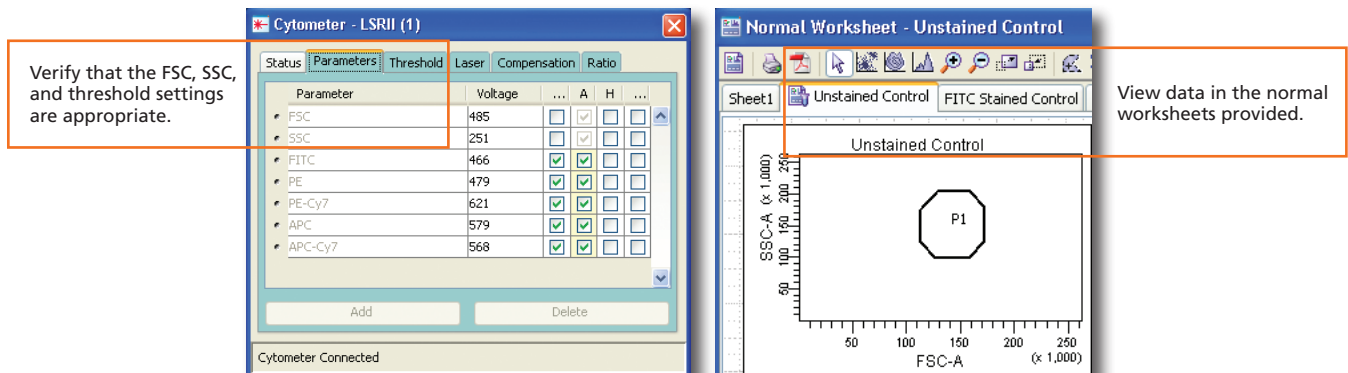 Verify that the FSC, SSC,
and threshold settings
are appropriate.
Cytometer - LSRII (1)
Status Parameters Threshold Laser Compensation Ratio
Parameter Voltage ... A H ...
FSC 485
SSC 251
FITC 466
PE 479
PE-Cy7 621
APC 579
APC-Cy7 568
Add Delete
Cytometer Connected
Normal Worksheet - Unstained Control
Sheet1 Unstained Control FITC Stained Control
Unstained Control
SSC-A (x 1,000)
50 100 150 200 250
P1
50 100 150 200 250
FSC-A (x 1,000)
View data in the normal
worksheets provided.